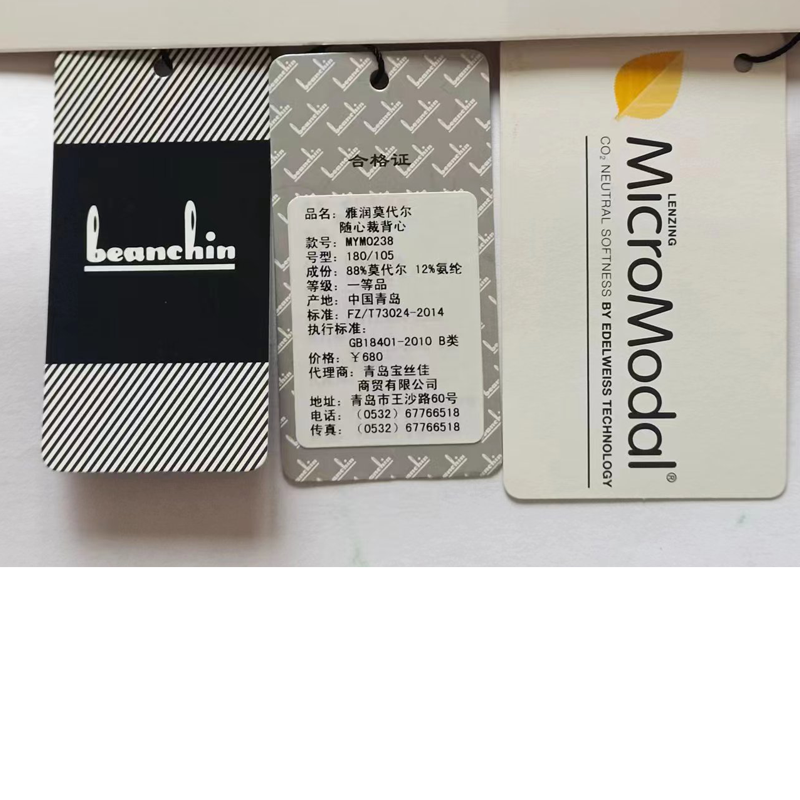 beanchin
合格证
品名：雅润莫代尔
随心裁背心
款号：MYM0238
号型：180/105
成份：88%莫代尔 12%氨纶
等级：一等品
产地：中国青岛
标准：FZ/T73024-2014
执行标准：
GB18401-2010 B类
价格：￥680
代理商：青岛宝丝佳
商贸有限公司
地址：青岛市王沙路60号
电话：（0532）67766518
传真：（0532）67766518
LENZING
MicroModal®
CO₂ NEUTRAL SOFTNESS BY EDELWEISS TECHNOLOGY